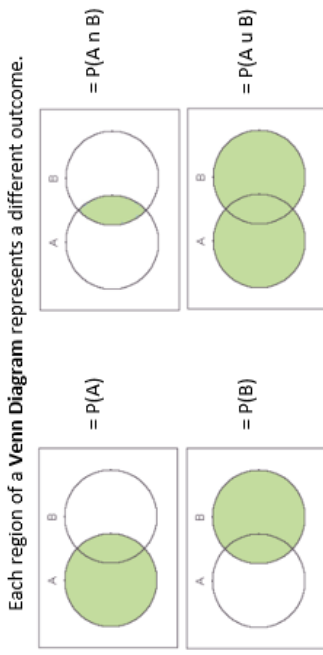 Each region of a Venn Diagram represents a different outcome.
A B
= P(A)
A B
= P(A n B)
A B
= P(B)
A B
= P(A u B)